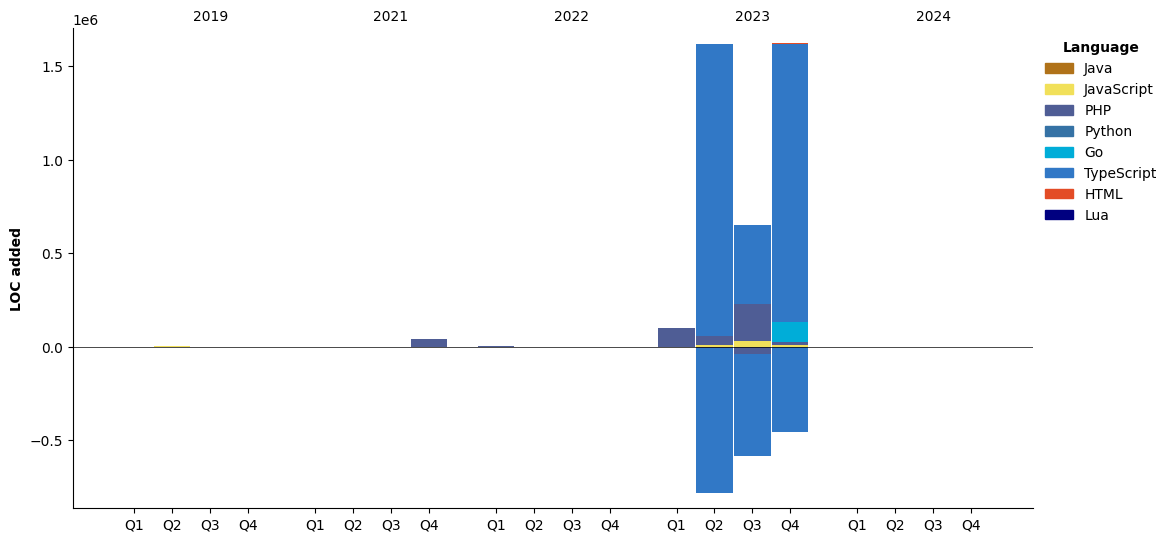 1e6
2019 2021 2022 2023 2024
Language
Java
JavaScript
PHP
Python
Go
TypeScript
HTML
Lua
LOC added
1.5
1.0
0.5
0.0
−0.5
Q1 Q2 Q3 Q4 Q1 Q2 Q3 Q4 Q1 Q2 Q3 Q4 Q1 Q2 Q3 Q4 Q1 Q2 Q3 Q4